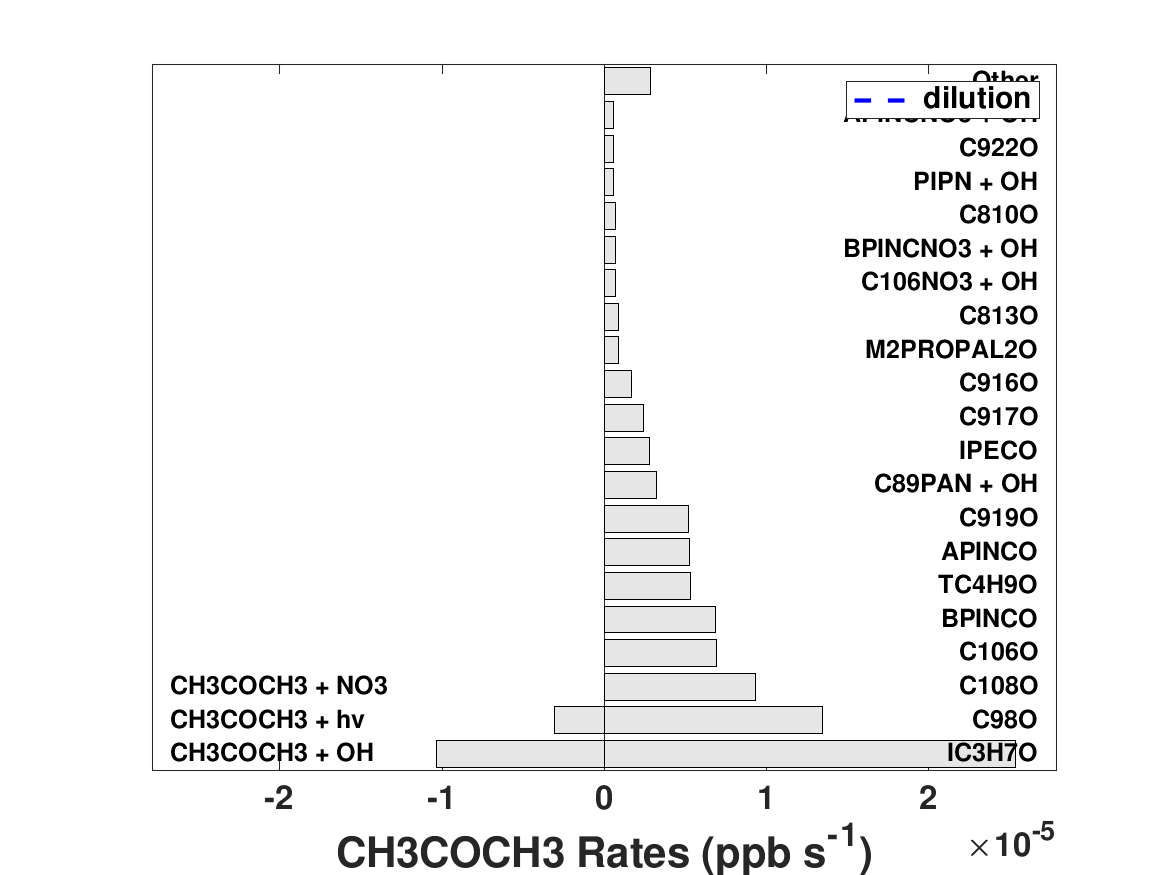 Other
dilution
C922O
PIPN + OH
C810O
BPINCNO3 + OH
C106NO3 + OH
C813O
M2PROPAL2O
C916O
C917O
IPECO
C89PAN + OH
C919O
APINCO
TC4H9O
BPINCO
C106O
CH3COCH3 + NO3 C108O
CH3COCH3 + hv C98O
CH3COCH3 + OH IC3H7O
-2 -1 0 1 2
CH3COCH3 Rates (ppb s⁻¹) ×10⁻⁵